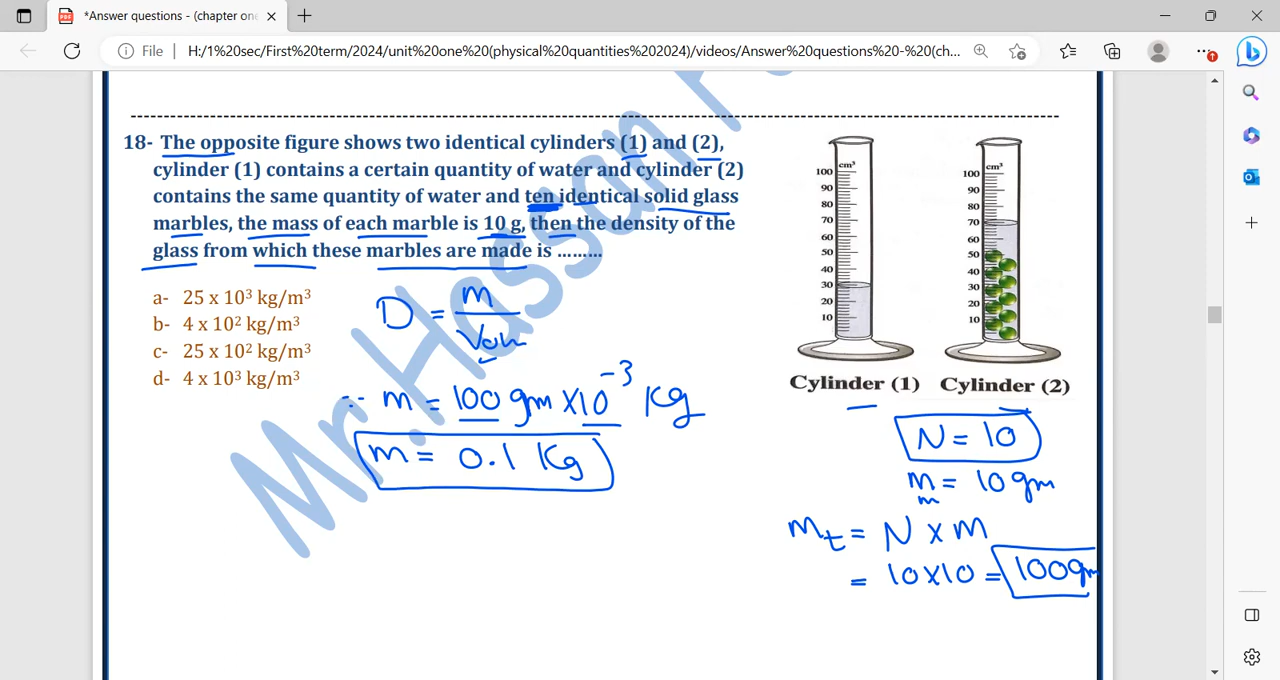 *Answer questions - (chapter one
File
H:/1%20sec/First%20term/2024/unit%20one%20(physical%20quantities%202024)/videos/Answer%20questions%20-%20(ch...
18- The opposite figure shows two identical cylinders (1) and (2),
cylinder (1) contains a certain quantity of water and cylinder (2)
contains the same quantity of water and ten identical solid glass
marbles, the mass of each marble is 10 g, then the density of the
glass from which these marbles are made is .........
a- 25 x 10³ kg/m³
b- 4 x 10² kg/m³
c- 25 x 10² kg/m³
d- 4 x 10³ kg/m³
D = m / Vol
∵ m = 100 gm x 10⁻³ Kg
m = 0.1 Kg
cm³
100
90
80
70
60
50
40
30
20
10
cm³
100
90
80
70
60
50
40
30
20
10
Cylinder (1) Cylinder (2)
N = 10
m m = 10 gm
M t = N x m
= 10 x 10 = 100 gm
Mr.Hassan